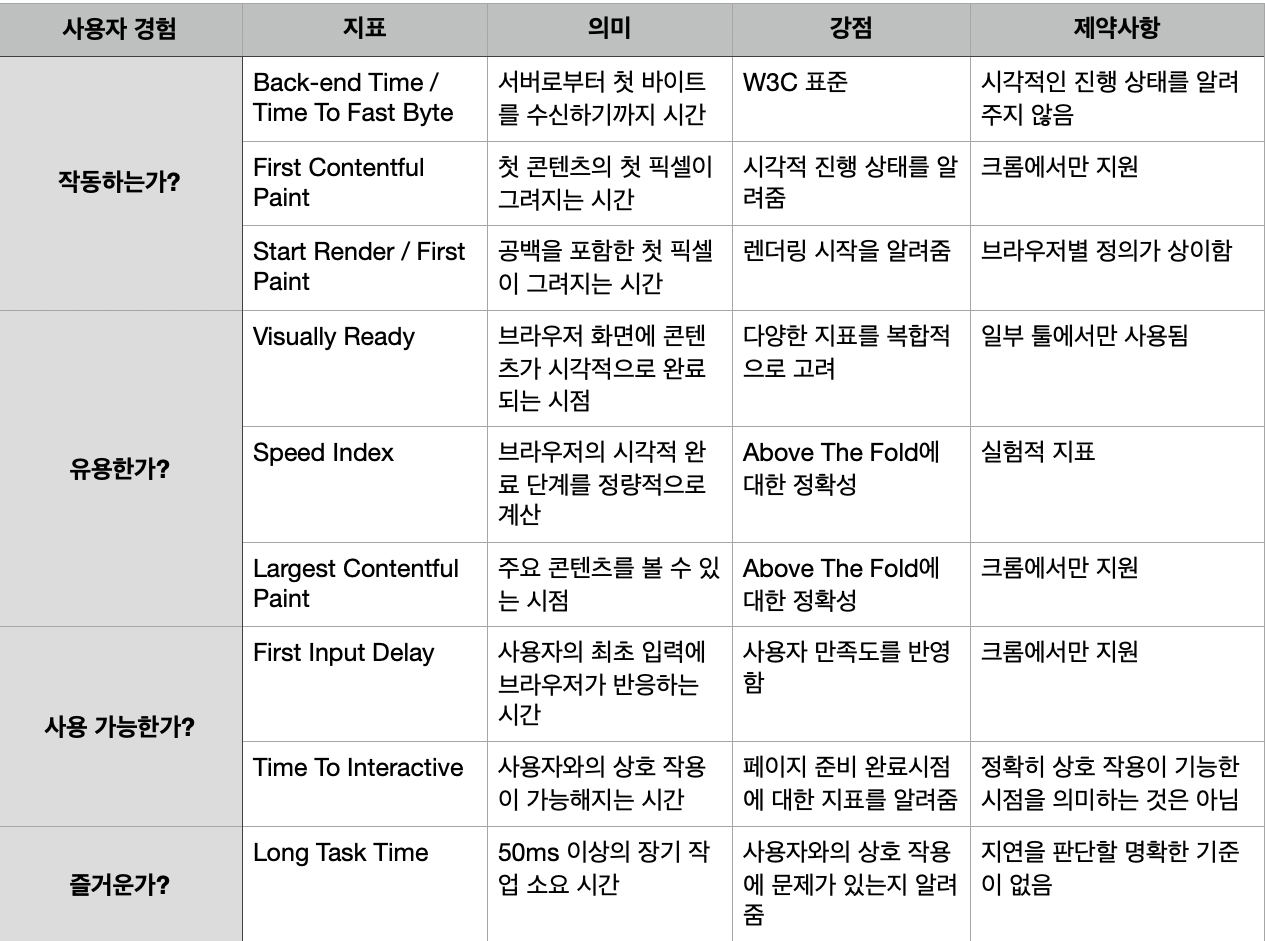 사용자 경험
지표
의미
강점
제약사항
작동하는가?
Back-end Time /
Time To Fast Byte
서버로부터 첫 바이트
를 수신하기까지 시간
W3C 표준
시각적인 진행 상태를 알려
주지 않음
First Contentful
Paint
첫 콘텐츠의 첫 픽셀이
그려지는 시간
시각적 진행 상태를 알
려줌
크롬에서만 지원
Start Render / First
Paint
공백을 포함한 첫 픽셀
이 그려지는 시간
렌더링 시작을 알려줌
브라우저별 정의가 상이함
유용한가?
Visually Ready
브라우저 화면에 콘텐
츠가 시각적으로 완료
되는 시점
다양한 지표를 복합적
으로 고려
일부 툴에서만 사용됨
Speed Index
브라우저의 시각적 완
료 단계를 정량적으로
계산
Above The Fold에
대한 정확성
실험적 지표
Largest Contentful
Paint
주요 콘텐츠를 볼 수 있
는 시점
Above The Fold에
대한 정확성
크롬에서만 지원
사용 가능한가?
First Input Delay
사용자의 최초 입력에
브라우저가 반응하는
시간
사용자 만족도를 반영
함
크롬에서만 지원
Time To Interactive
사용자와의 상호 작용
이 가능해지는 시간
페이지 준비 완료시점
에 대한 지표를 알려줌
정확히 상호 작용이 기능한
시점을 의미하는 것은 아님
즐거운가?
Long Task Time
50ms 이상의 장기 작
업 소요 시간
사용자와의 상호 작용
에 문제가 있는지 알려
줌
지연을 판단할 명확한 기준
이 없음